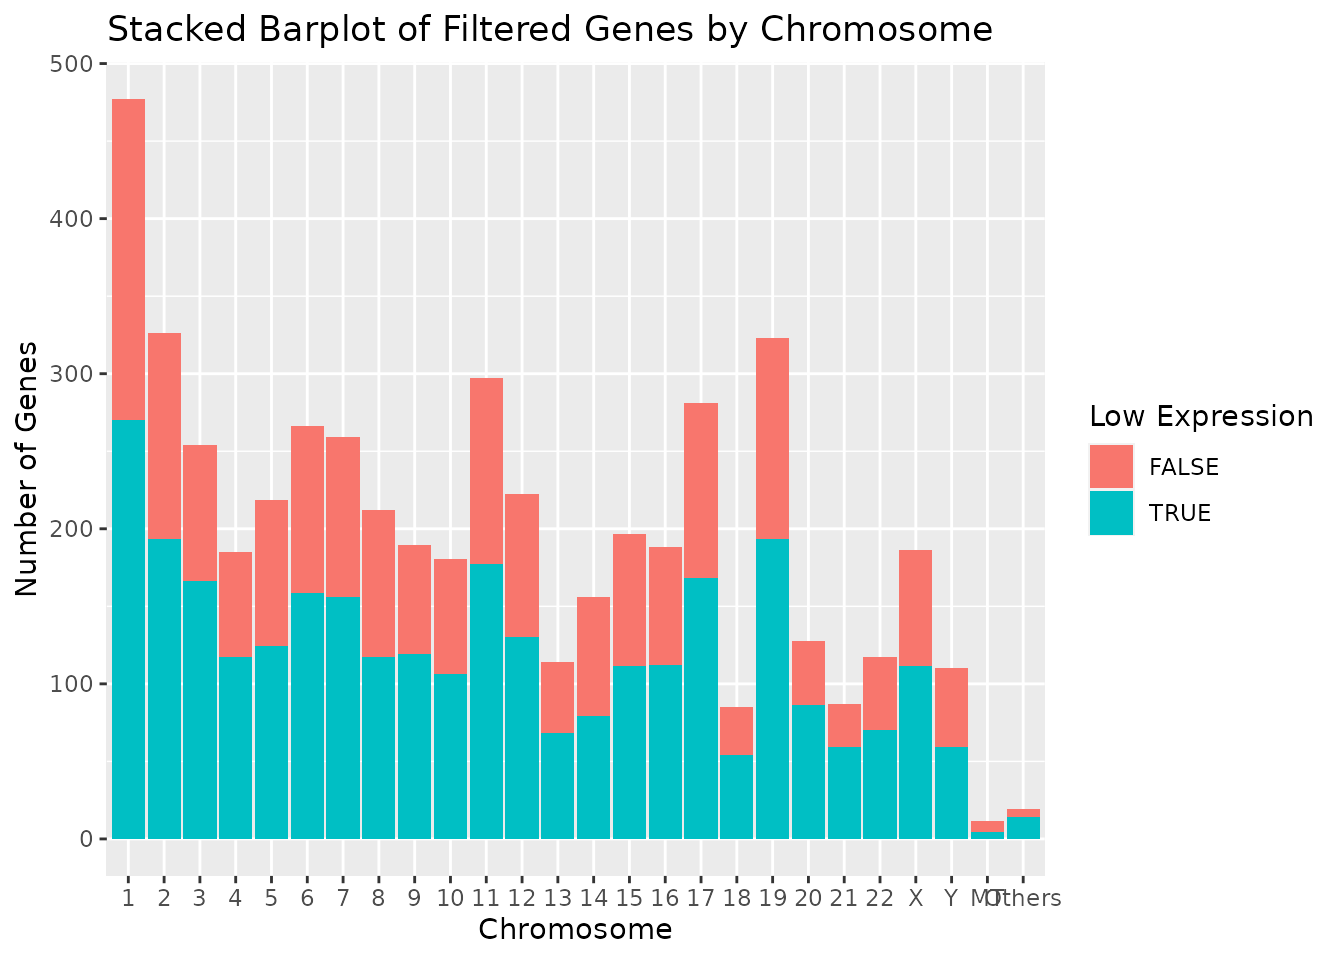 Stacked Barplot of Filtered Genes by Chromosome
500
400
300
200
100
0
Number of Genes
1 2 3 4 5 6 7 8 9 10 11 12 13 14 15 16 17 18 19 20 21 22 X Y MT Others
Chromosome
Low Expression
FALSE
TRUE